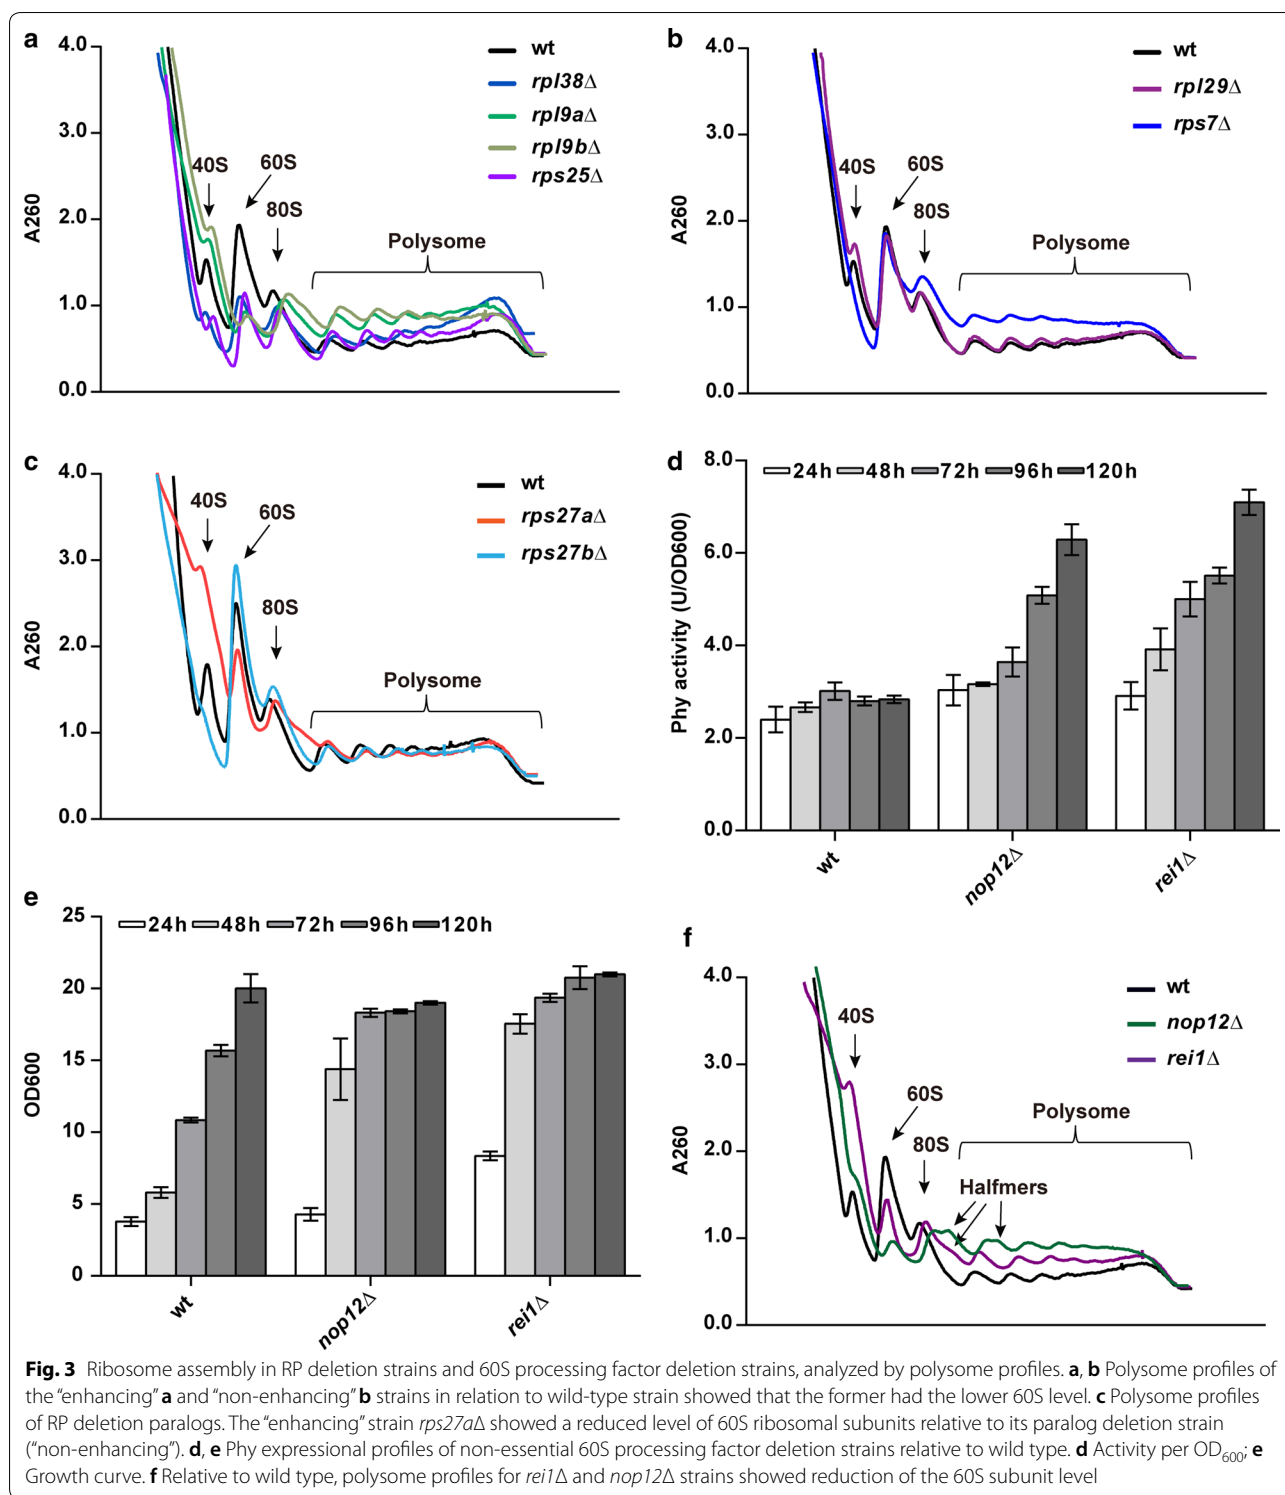 a
4.0
3.0
2.0
1.0
0.0
A260
40S
60S
80S
Polysome
wt
rpl38Δ
rpl9aΔ
rpl9bΔ
rps25Δ
b
4.0
3.0
2.0
1.0
0.0
A260
40S
60S
80S
Polysome
wt
rpl29Δ
rps7Δ
c
4.0
3.0
2.0
1.0
0.0
A260
40S
60S
80S
Polysome
wt
rps27aΔ
rps27bΔ
d
8.0
6.0
4.0
2.0
0.0
Phy activity (U/OD600)
24h 48h 72h 96h 120h
wt
nop12Δ
rei1Δ
e
25
20
15
10
5
0
OD600
24h 48h 72h 96h 120h
wt
nop12Δ
rei1Δ
f
4.0
3.0
2.0
1.0
0.0
A260
40S
60S
80S
Halfmers
Polysome
wt
nop12Δ
rei1Δ
Fig. 3 Ribosome assembly in RP deletion strains and 60S processing factor deletion strains, analyzed by polysome profiles. a, b Polysome profiles of
the “enhancing” a and “non-enhancing” b strains in relation to wild-type strain showed that the former had the lower 60S level. c Polysome profiles
of RP deletion paralogs. The “enhancing” strain rps27aΔ showed a reduced level of 60S ribosomal subunits relative to its paralog deletion strain
(“non-enhancing”). d, e Phy expressional profiles of non-essential 60S processing factor deletion strains relative to wild type. d Activity per OD600; e
Growth curve. f Relative to wild type, polysome profiles for rei1Δ and nop12Δ strains showed reduction of the 60S subunit level